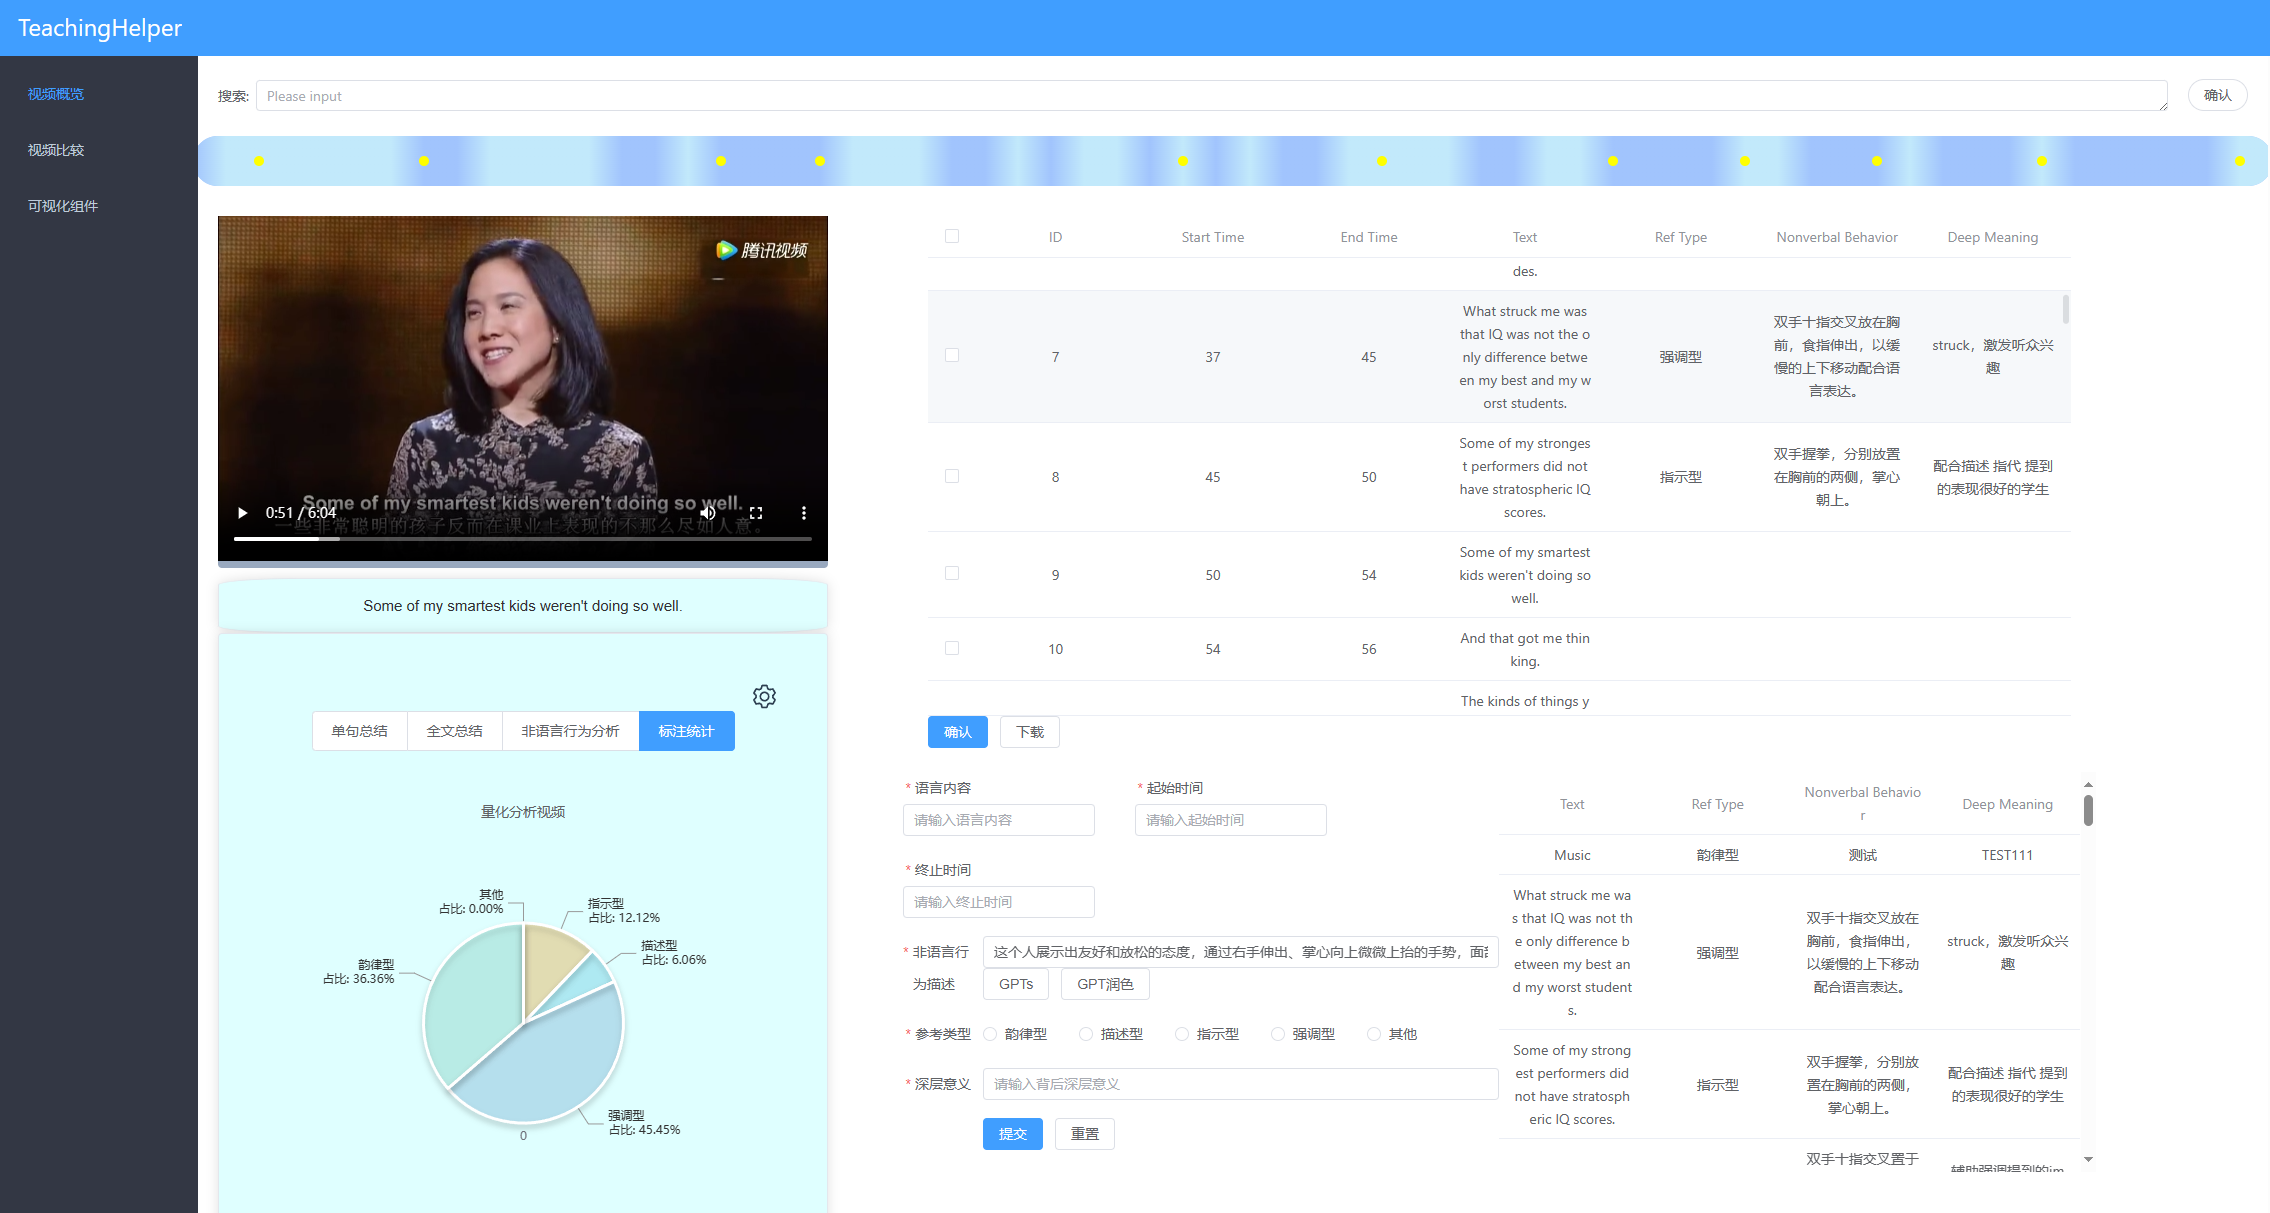 TeachingHelper
视频概览
视频比较
可视化组件
搜索:
Please input
确认
腾讯视频
Some of my smartest kids weren't doing so well.
一些非常聪明的孩子反而在课业上表现的不那么尽如人意。
0:51 / 6:04
Some of my smartest kids weren't doing so well.
单句总结
全文总结
非语言行为分析
标注统计
量化分析视频
其他
占比: 0.00%
指示型
占比: 12.12%
描述型
占比: 6.06%
韵律型
占比: 36.36%
强调型
占比: 45.45%
0
ID
Start Time
End Time
Text
Ref Type
Nonverbal Behavior
Deep Meaning
des.
7
37
45
What struck me was
that IQ was not the o
nly difference betwe
en my best and my w
orst students.
强调型
双手十指交叉放在胸
前，食指伸出，以缓
慢的上下移动配合语
言表达。
struck，激发听众兴
趣
8
45
50
Some of my stronges
t performers did not
have stratospheric IQ
scores.
指示型
双手握拳，分别放置
在胸前的两侧，掌心
朝上。
配合描述 指代 提到
的表现很好的学生
9
50
54
Some of my smartest
kids weren't doing so
well.
10
54
56
And that got me thin
king.
The kinds of things y
确认
下载
* 语言内容
请输入语言内容
* 起始时间
请输入起始时间
* 终止时间
请输入终止时间
* 非语言行
为描述
这个人展示出友好和放松的态度，通过右手伸出、掌心向上微微上抬的手势，面
GPTs
GPT润色
* 参考类型
韵律型
描述型
指示型
强调型
其他
* 深层意义
请输入背后深层意义
提交
重置
Text
Ref Type
Nonverbal Behavio
r
Deep Meaning
Music
韵律型
测试
TEST111
What struck me wa
s that IQ was not th
e only difference b
etween my best an
d my worst student
s.
强调型
双手十指交叉放在
胸前，食指伸出，
以缓慢的上下移动
配合语言表达。
struck，激发听众兴
趣
Some of my strong
est performers did
not have stratosph
eric IQ scores.
指示型
双手握拳，分别放
置在胸前的两侧，
掌心朝上。
配合描述 指代 提到
的表现很好的学生
双手十指交叉置于
辅助强调提到的im